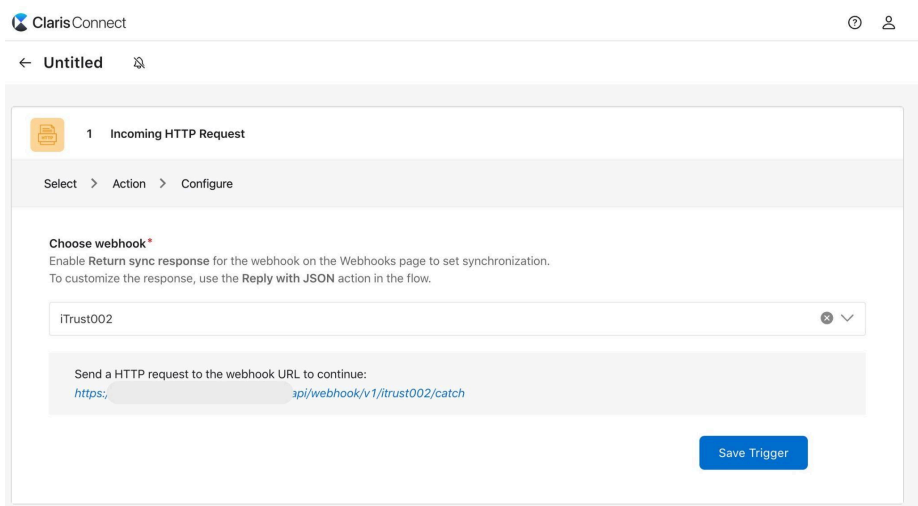 Claris Connect
Untitled
1 Incoming HTTP Request
Select > Action > Configure
Choose webhook*
Enable Return sync response for the webhook on the Webhooks page to set synchronization.
To customize the response, use the Reply with JSON action in the flow.
iTrust002
Send a HTTP request to the webhook URL to continue:
https:/ api/webhook/v1/itrust002/catch
Save Trigger